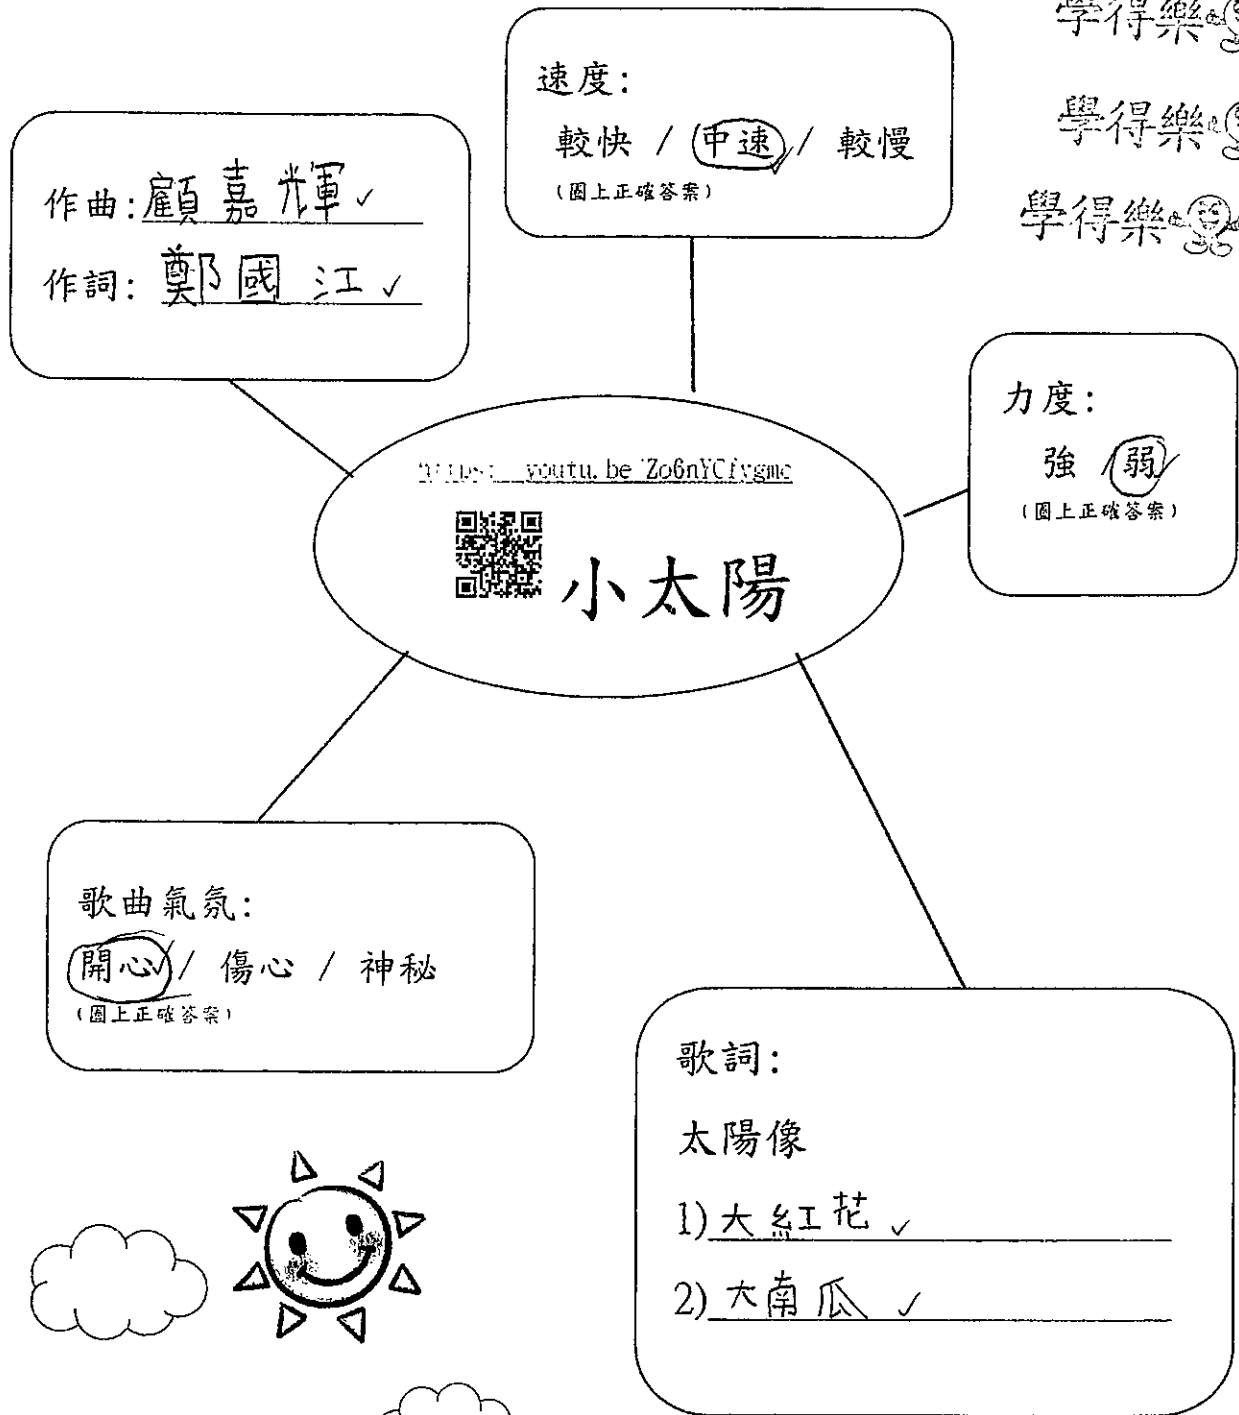 學得樂
學得樂
學得樂
速度:
較快 / 中速 / 較慢
(圈上正確答案)
作曲: 顧嘉輝
作詞: 鄭國江
力度:
強 / 弱
(圈上正確答案)
小太陽
歌曲氣氛:
開心 / 傷心 / 神秘
(圈上正確答案)
歌詞:
太陽像
1) 大紅花
2) 大南瓜